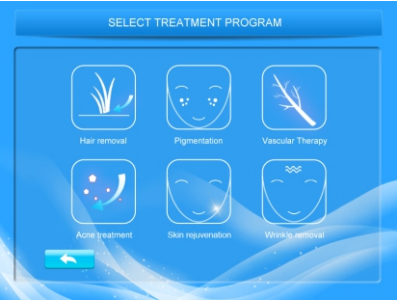 SELECT TREATMENT PROGRAM
Hair removal
Pigmentation
Vascular Therapy
Acne treatment
Skin rejuvenation
Wrinkle removal